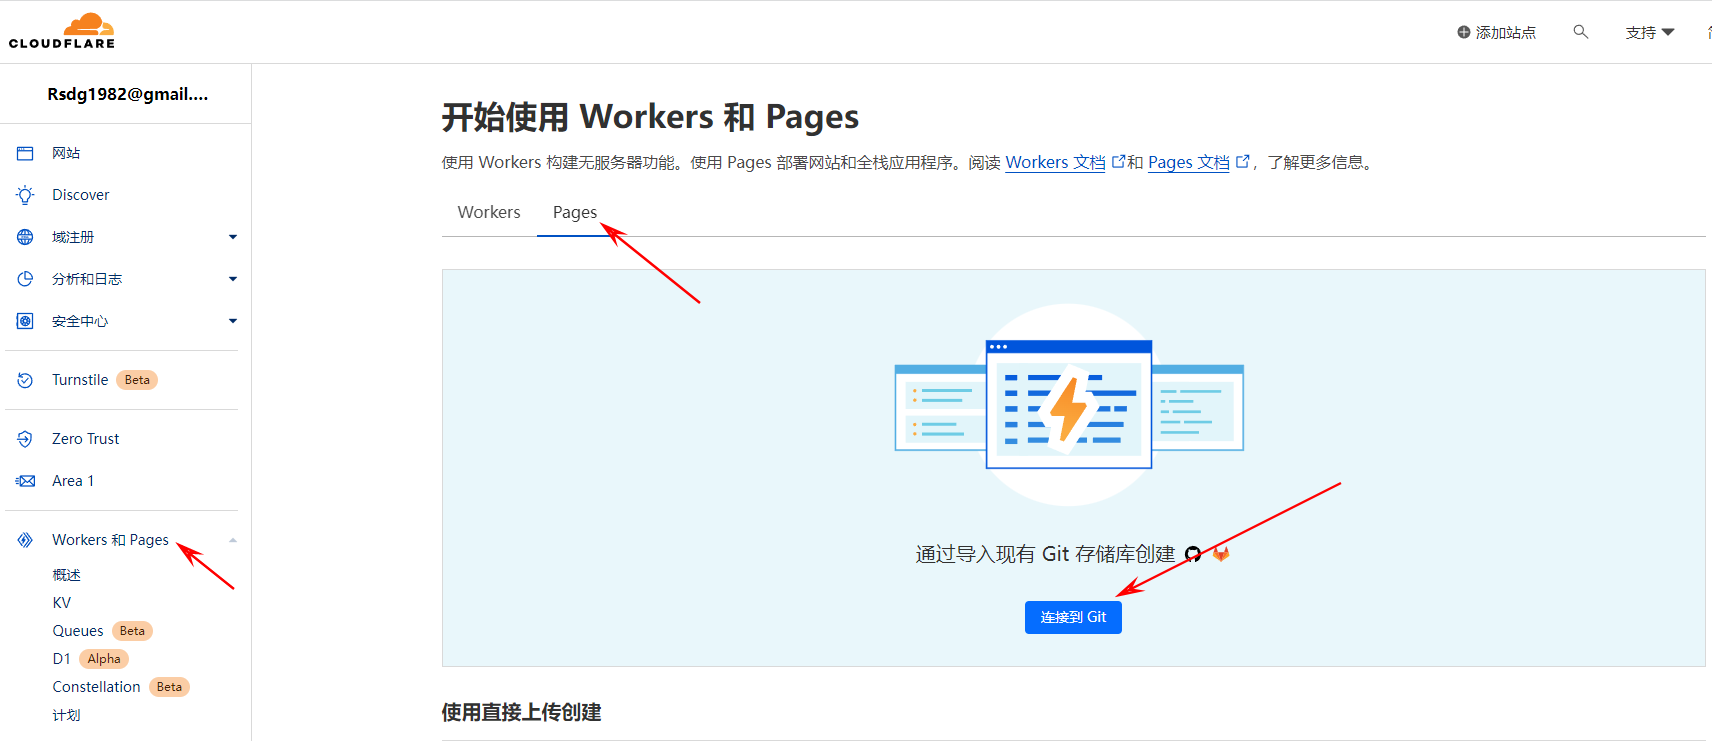 CLOUDFLARE
添加站点
支持
Rsdg1982@gmail....
网站
Discover
域注册
分析和日志
安全中心
Turnstile Beta
Zero Trust
Area 1
Workers 和 Pages
概述
KV
Queues Beta
D1 Alpha
Constellation Beta
计划
开始使用 Workers 和 Pages
使用 Workers 构建无服务器功能。使用 Pages 部署网站和全栈应用程序。阅读 Workers 文档 和 Pages 文档 ，了解更多信息。
Workers Pages
通过导入现有 Git 存储库创建
连接到 Git
使用直接上传创建